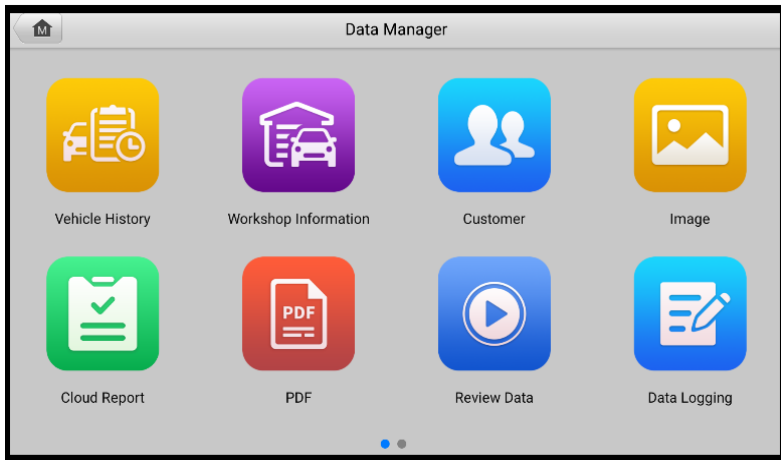 M
Data Manager
Vehicle History
Workshop Information
Customer
Image
PDF
Cloud Report
PDF
Review Data
Data Logging